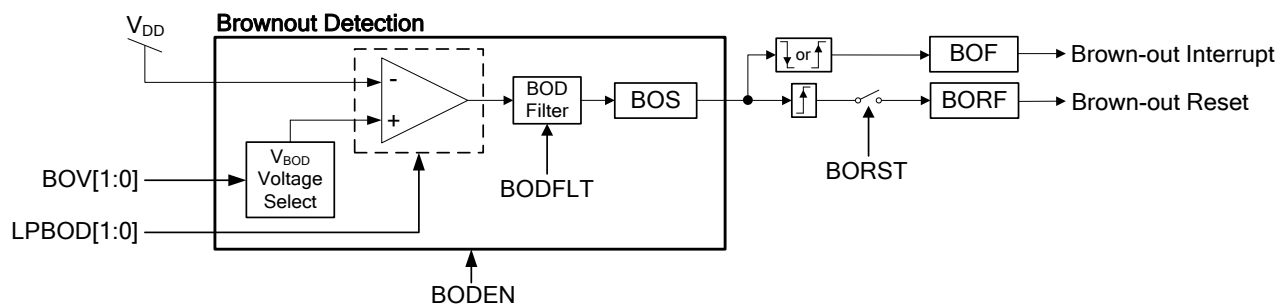 Brownout Detection
VDD
-
+
BOD
Filter
BOS
or
BOF
Brown-out Interrupt
BORF
Brown-out Reset
VBOD
Voltage
Select
BOV[1:0]
LPBOD[1:0]
BODFLT
BORST
BODEN